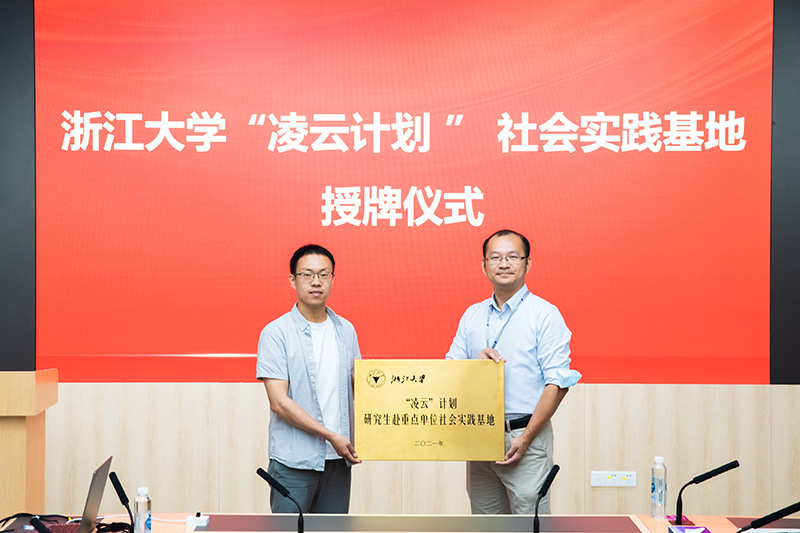 浙江大学“凌云计划 ” 社会实践基地
授牌仪式
浙江大学
“凌云”计划
研究生赴重点单位社会实践基地
二〇二一年